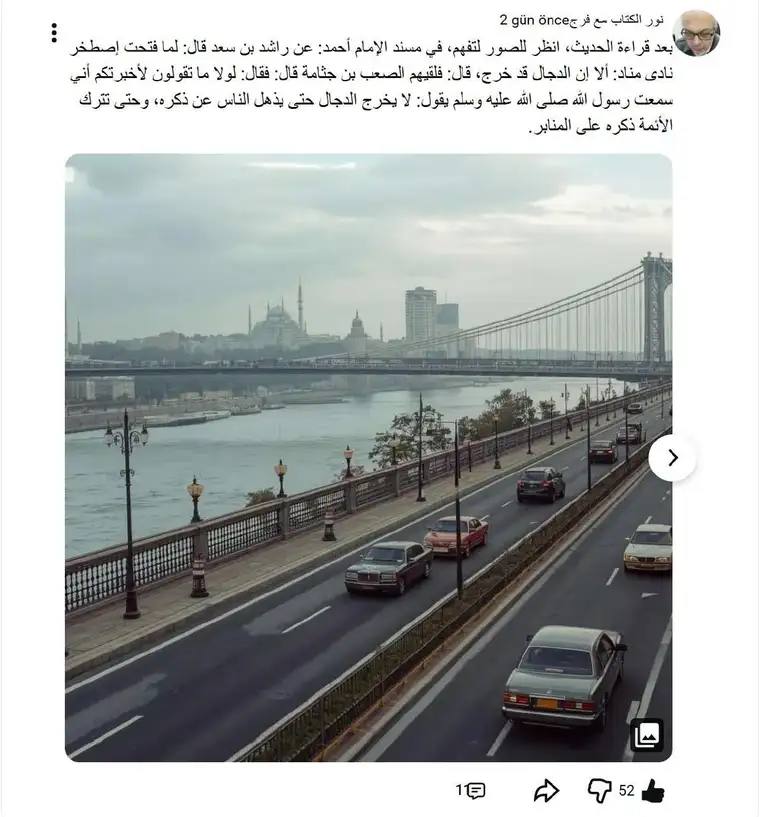 نور الكتاب مع فرج2 gün önce
بعد قراءة الحديث، انظر للصور لتفهم، في مسند الإمام أحمد: عن راشد بن سعد قال: لما فتحت إصطخر
نادى مناد: ألا إن الدجال قد خرج، قال: فلقيهم الصعب بن جثامة قال: فقال: لولا ما تقولون لأخبرتكم أني
سمعت رسول الله صلى الله عليه وسلم يقول: لا يخرج الدجال حتى يذهل الناس عن ذكره، وحتى تترك
الأئمة ذكره على المنابر.
11
52